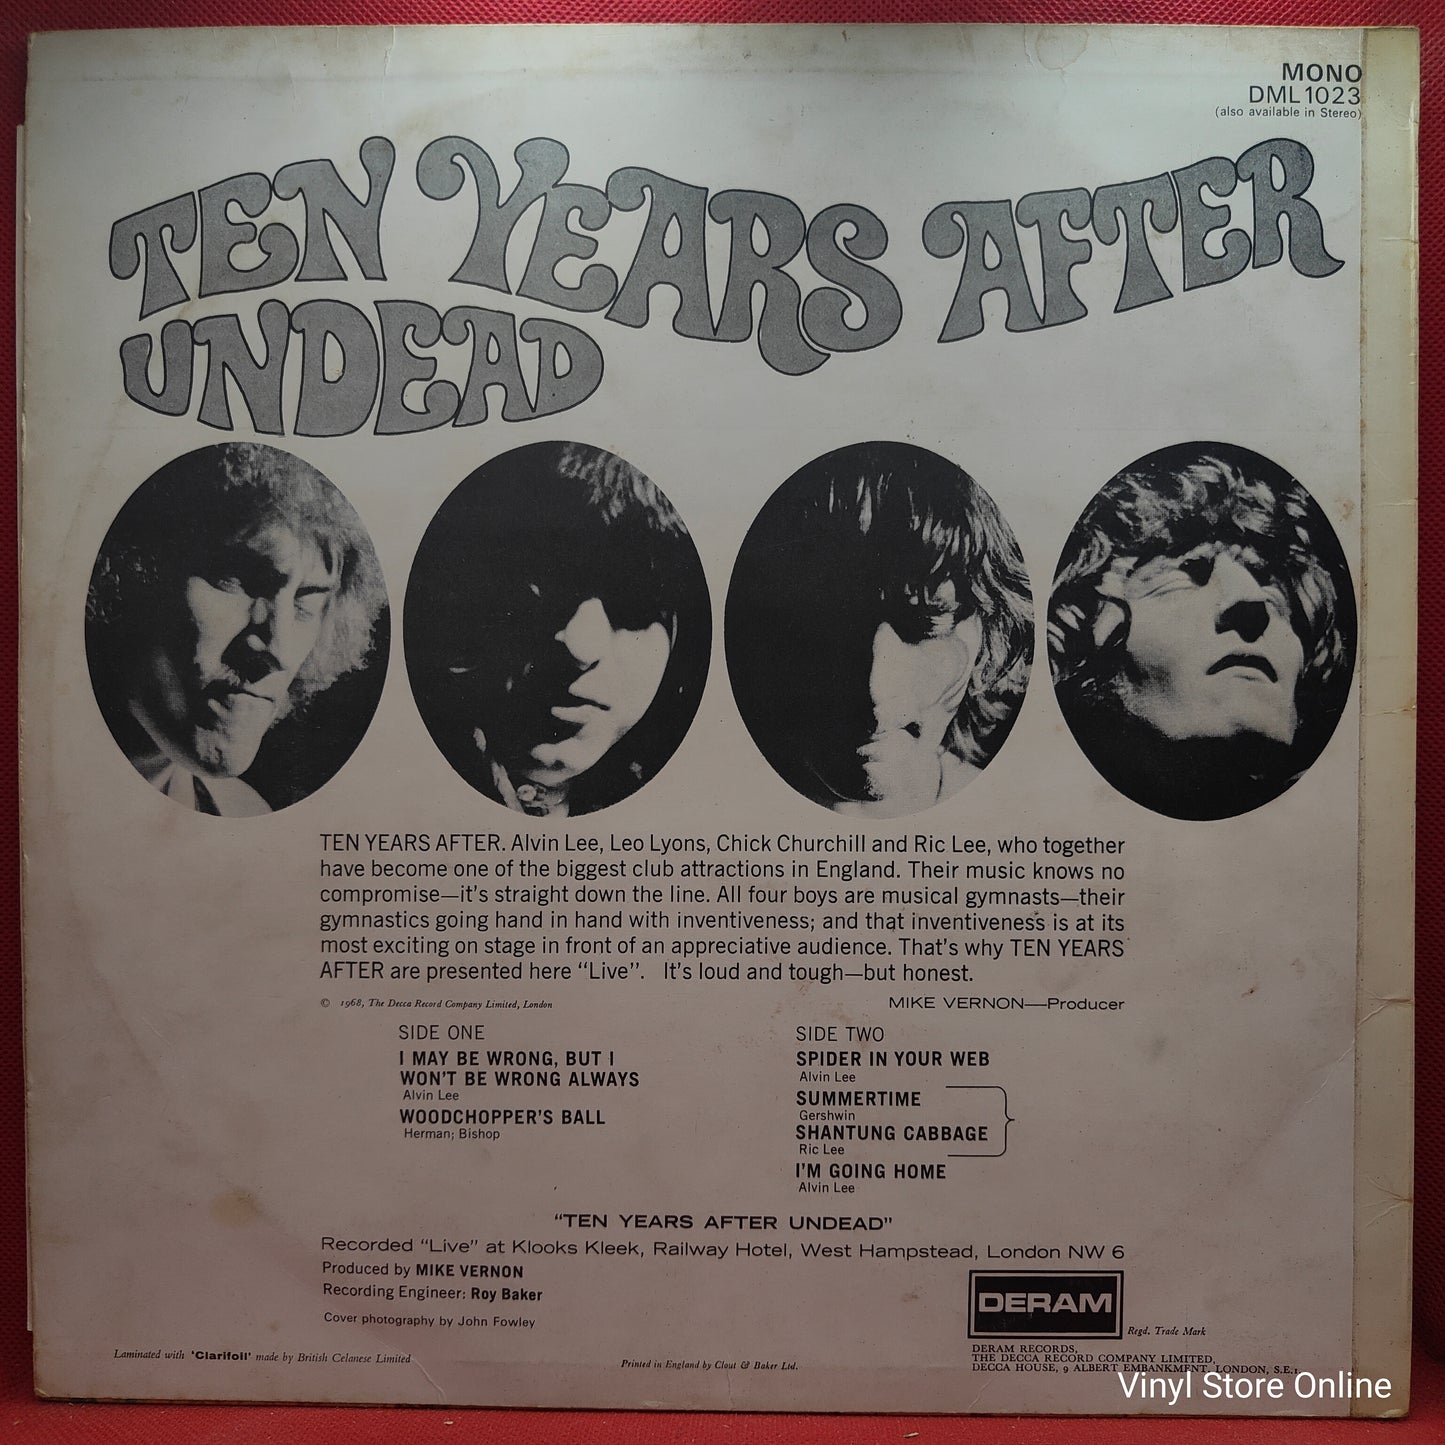 MONO
DML 1023
(also available in Stereo)
TEN YEARS AFTER
UNDEAD
TEN YEARS AFTER. Alvin Lee, Leo Lyons, Chick Churchill and Ric Lee, who together
have become one of the biggest club attractions in England. Their music knows no
compromise—it's straight down the line. All four boys are musical gymnasts—their
gymnastics going hand in hand with inventiveness; and that inventiveness is at its
most exciting on stage in front of an appreciative audience. That's why TEN YEARS
AFTER are presented here "Live". It's loud and tough—but honest.
© 1968, The Decca Record Company Limited, London
MIKE VERNON—Producer
SIDE ONE
I MAY BE WRONG, BUT I
WON'T BE WRONG ALWAYS
Alvin Lee
WOODCHOPPER'S BALL
Herman; Bishop
SIDE TWO
SPIDER IN YOUR WEB
Alvin Lee
SUMMERTIME
Gershwin
SHANTUNG CABBAGE
Ric Lee
I'M GOING HOME
Alvin Lee
"TEN YEARS AFTER UNDEAD"
Recorded "Live" at Klooks Kleek, Railway Hotel, West Hampstead, London NW 6
Produced by MIKE VERNON
Recording Engineer: Roy Baker
Cover photography by John Fowley
DERAM
Regd. Trade Mark
DERAM RECORDS,
THE DECCA RECORD COMPANY LIMITED,
DECCA HOUSE, 9 ALBERT EMBANKMENT, LONDON, S.E.1.
Laminated with 'Clarifoil' made by British Celanese Limited
Printed in England by Clout & Baker Ltd.
Vinyl Store Online